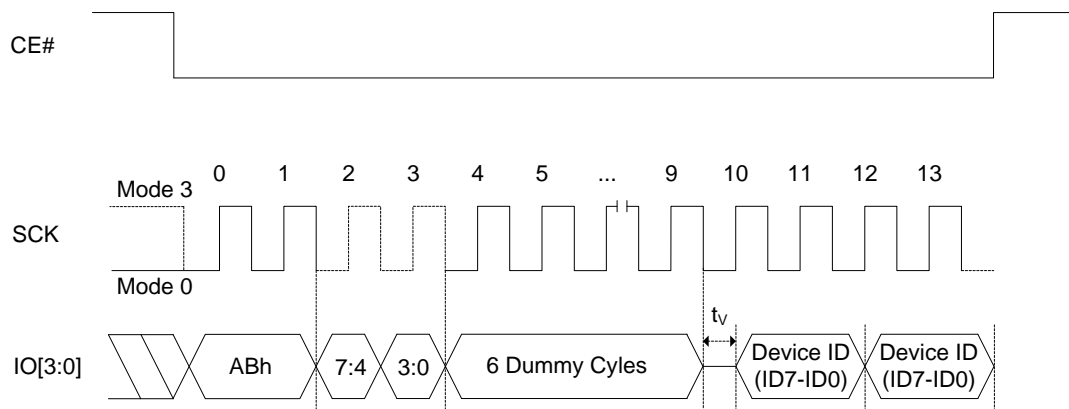 CE#
0 1 2 3 4 5 ... 9 10 11 12 13
Mode 3
SCK
Mode 0
tV
IO[3:0]
ABh 7:4 3:0 6 Dummy Cyles
Device ID
(ID7-ID0)
Device ID
(ID7-ID0)